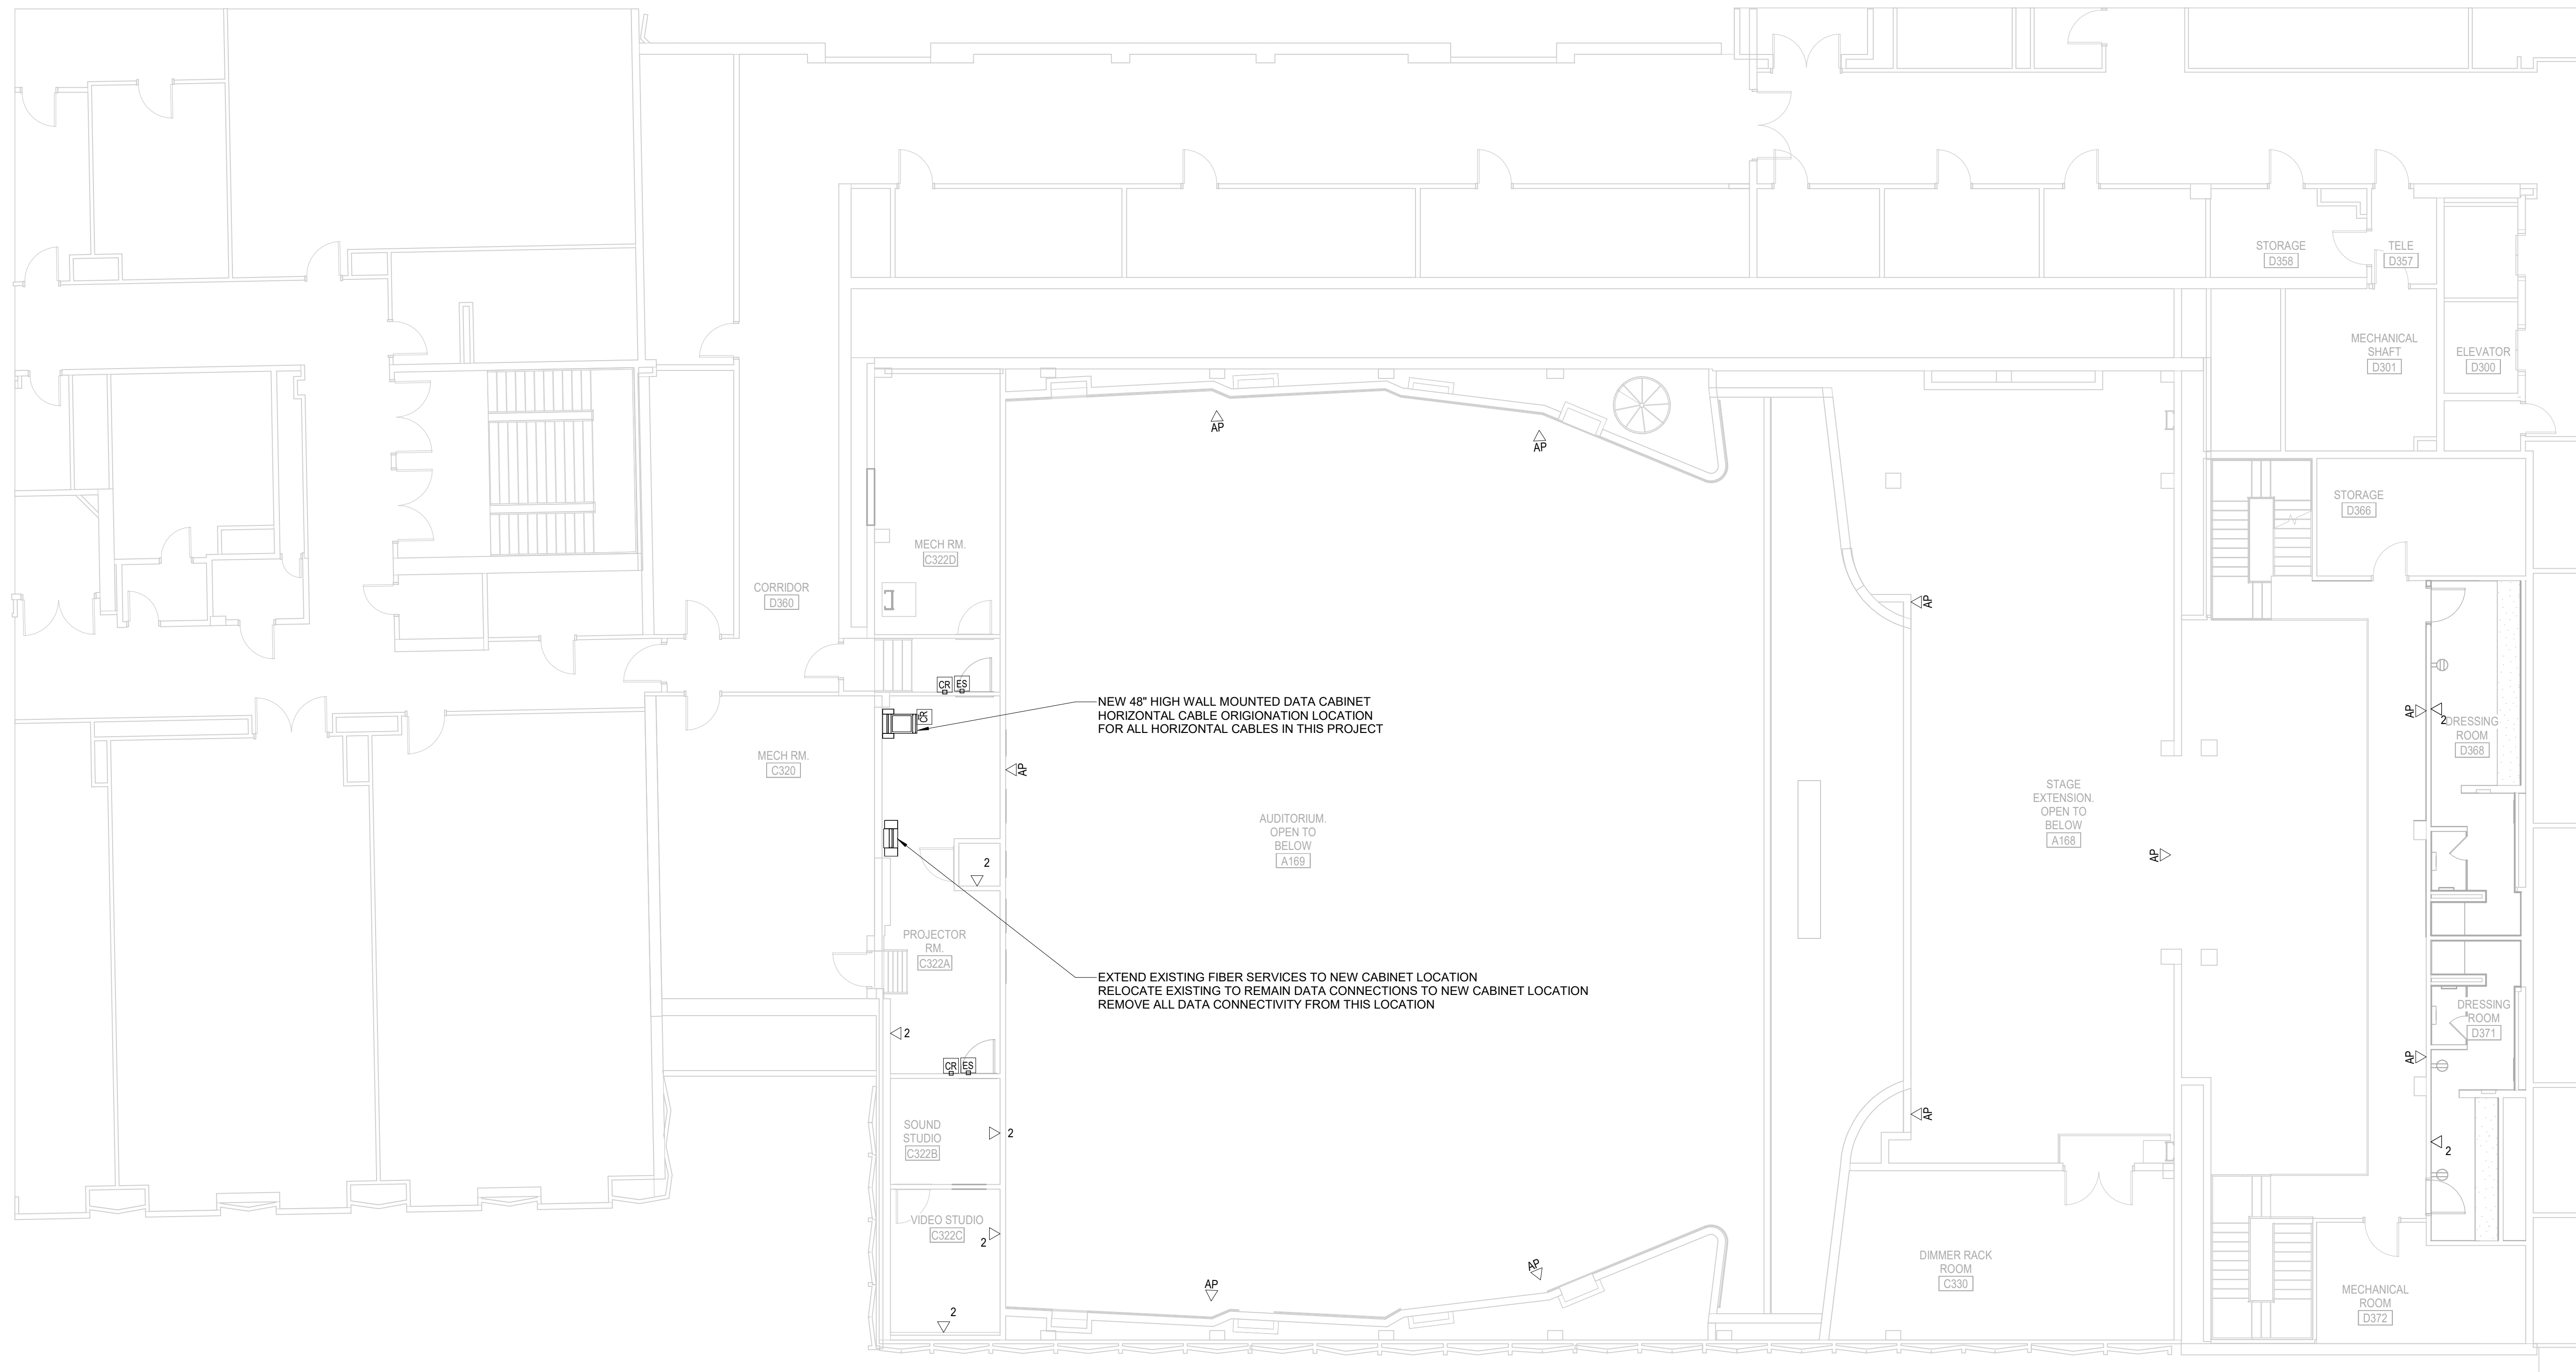 STORAGE
D358
TELE
D357
MECHANICAL
SHAFT
D301
ELEVATOR
D300
AP
AP
STORAGE
D366
MECH RM.
C322D
CORRIDOR
D360
AP
CR
ES
NEW 48" HIGH WALL MOUNTED DATA CABINET
HORIZONTAL CABLE ORIGIONATION LOCATION
FOR ALL HORIZONTAL CABLES IN THIS PROJECT
CR
AP
2
DRESSING
ROOM
D368
MECH RM.
C320
AP
STAGE
EXTENSION.
OPEN TO
BELOW
A168
AUDITORIUM.
OPEN TO
BELOW
A169
AP
2
PROJECTOR
RM.
C322A
EXTEND EXISTING FIBER SERVICES TO NEW CABINET LOCATION
RELOCATE EXISTING TO REMAIN DATA CONNECTIONS TO NEW CABINET LOCATION
REMOVE ALL DATA CONNECTIVITY FROM THIS LOCATION
DRESSING
ROOM
D371
2
AP
CR
ES
AP
SOUND
STUDIO
C322B
2
2
VIDEO STUDIO
C322C
2
DIMMER RACK
ROOM
C330
AP
AP
2
MECHANICAL
ROOM
D372